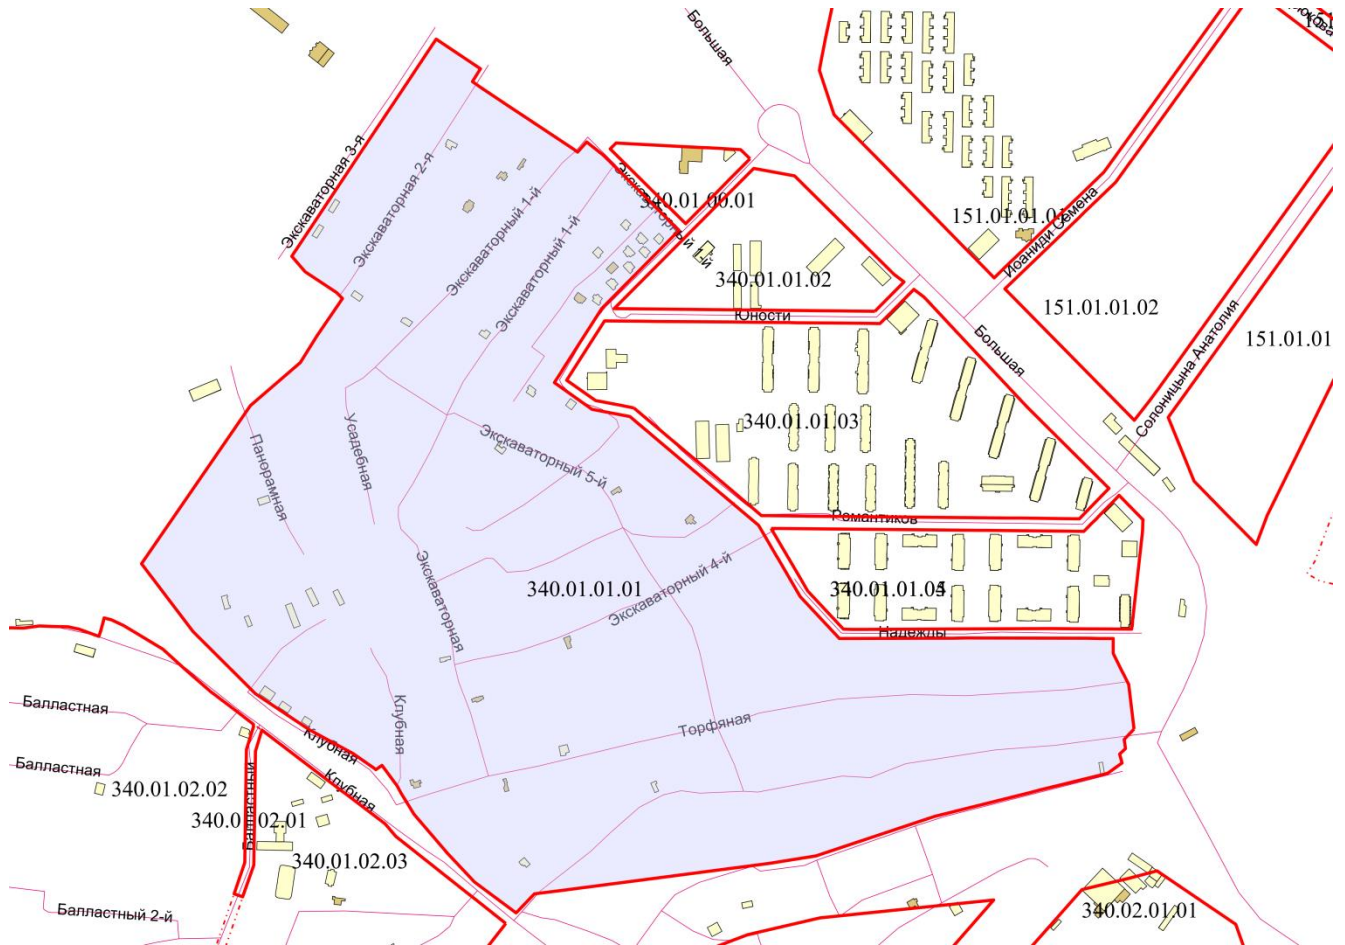 Большая
Экскаваторная 3-я
Экскаваторная 2-я
Экскаваторный 1-й
Экскаваторный 1-й
Экскаваторный 1-й
340.01.00.01
151.01.01.01
Иоаниди Семена
340.01.01.02
151.01.01.02
Юности
Большая
Солоницына Анатолия
151.01.01
340.01.01.03
Усадебная
Панорамная
Экскаваторный 5-й
Романтиков
Экскаваторная
Экскаваторный 4-й
340.01.01.01
Надежды
Балластная
Клубная
Торфяная
Клубная
Балластная
Клубная
340.01.02.02
Балластный
340.01.02.01
340.01.02.03
Балластный 2-й
340.02.01.01